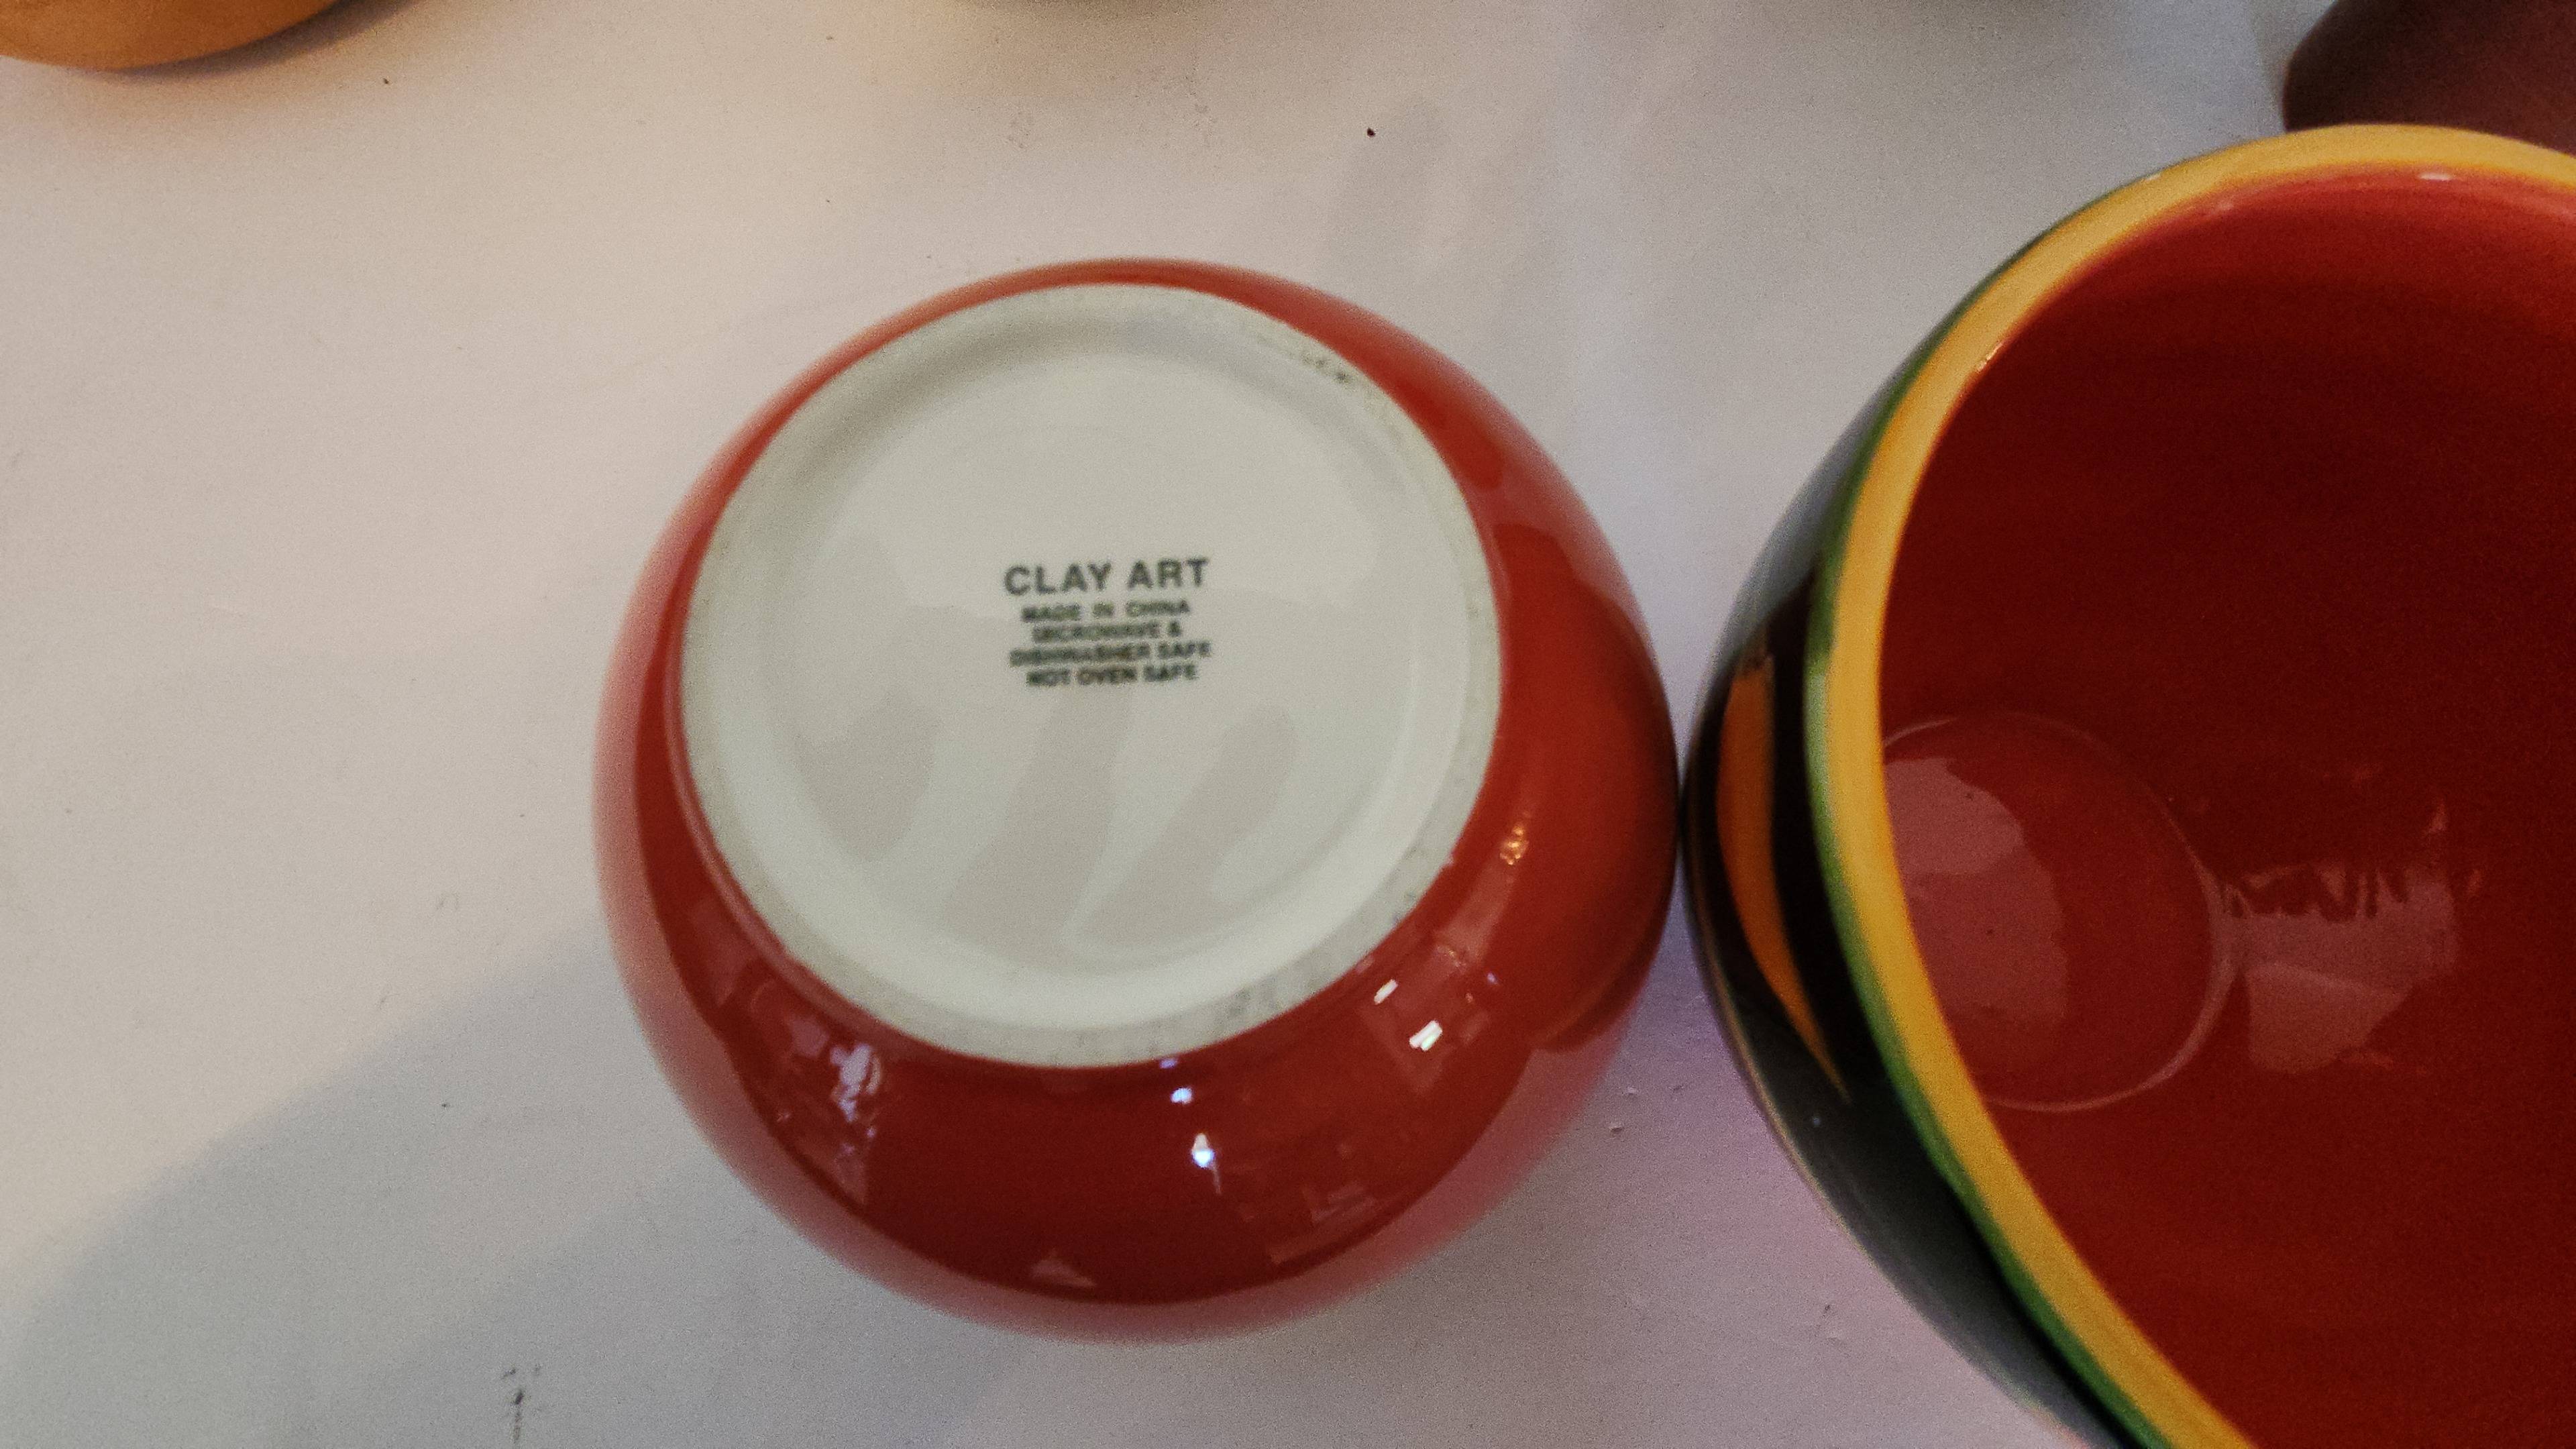 CLAY ART
MADE IN CHINA
MICROWAVE &
DISHWASHER SAFE
NOT OVEN SAFE